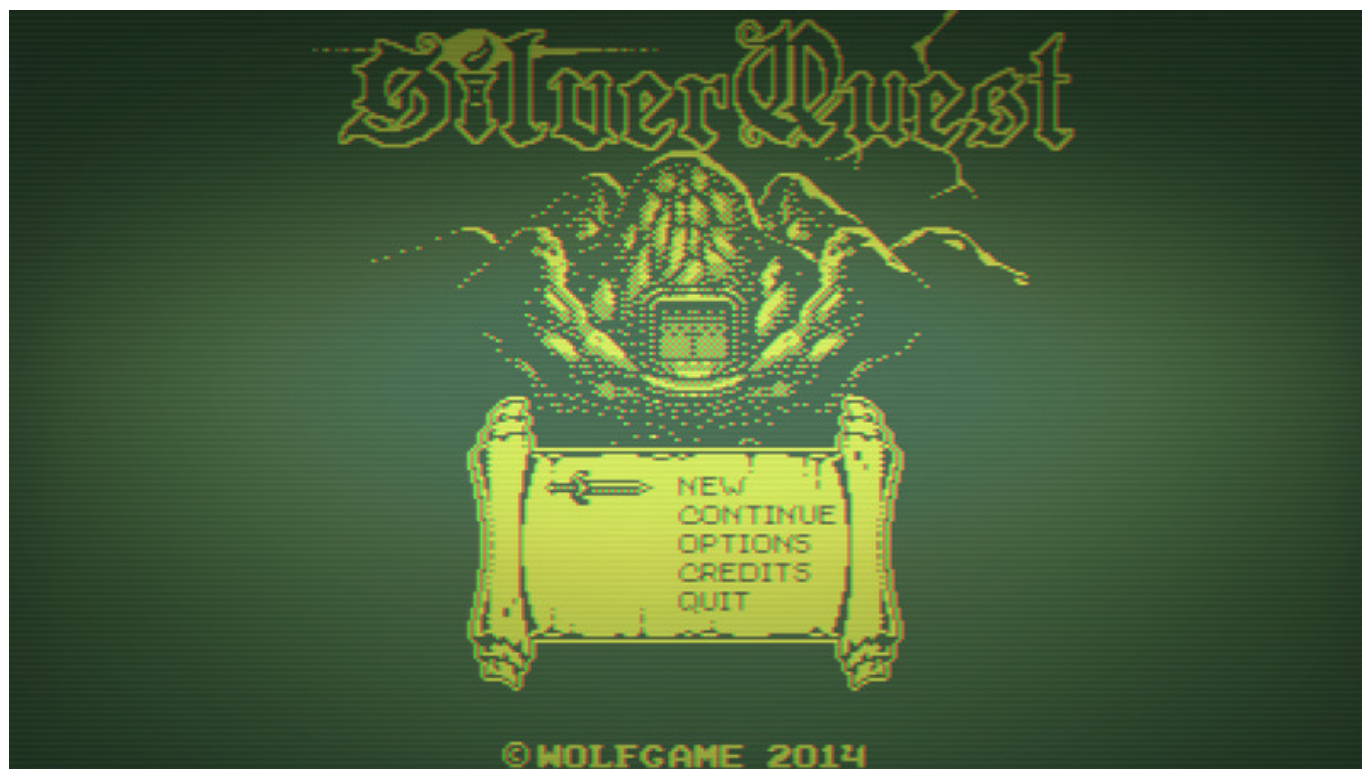 SilverQuest
NEW
CONTINUE
OPTIONS
CREDITS
QUIT
© WOLFGAME 2014